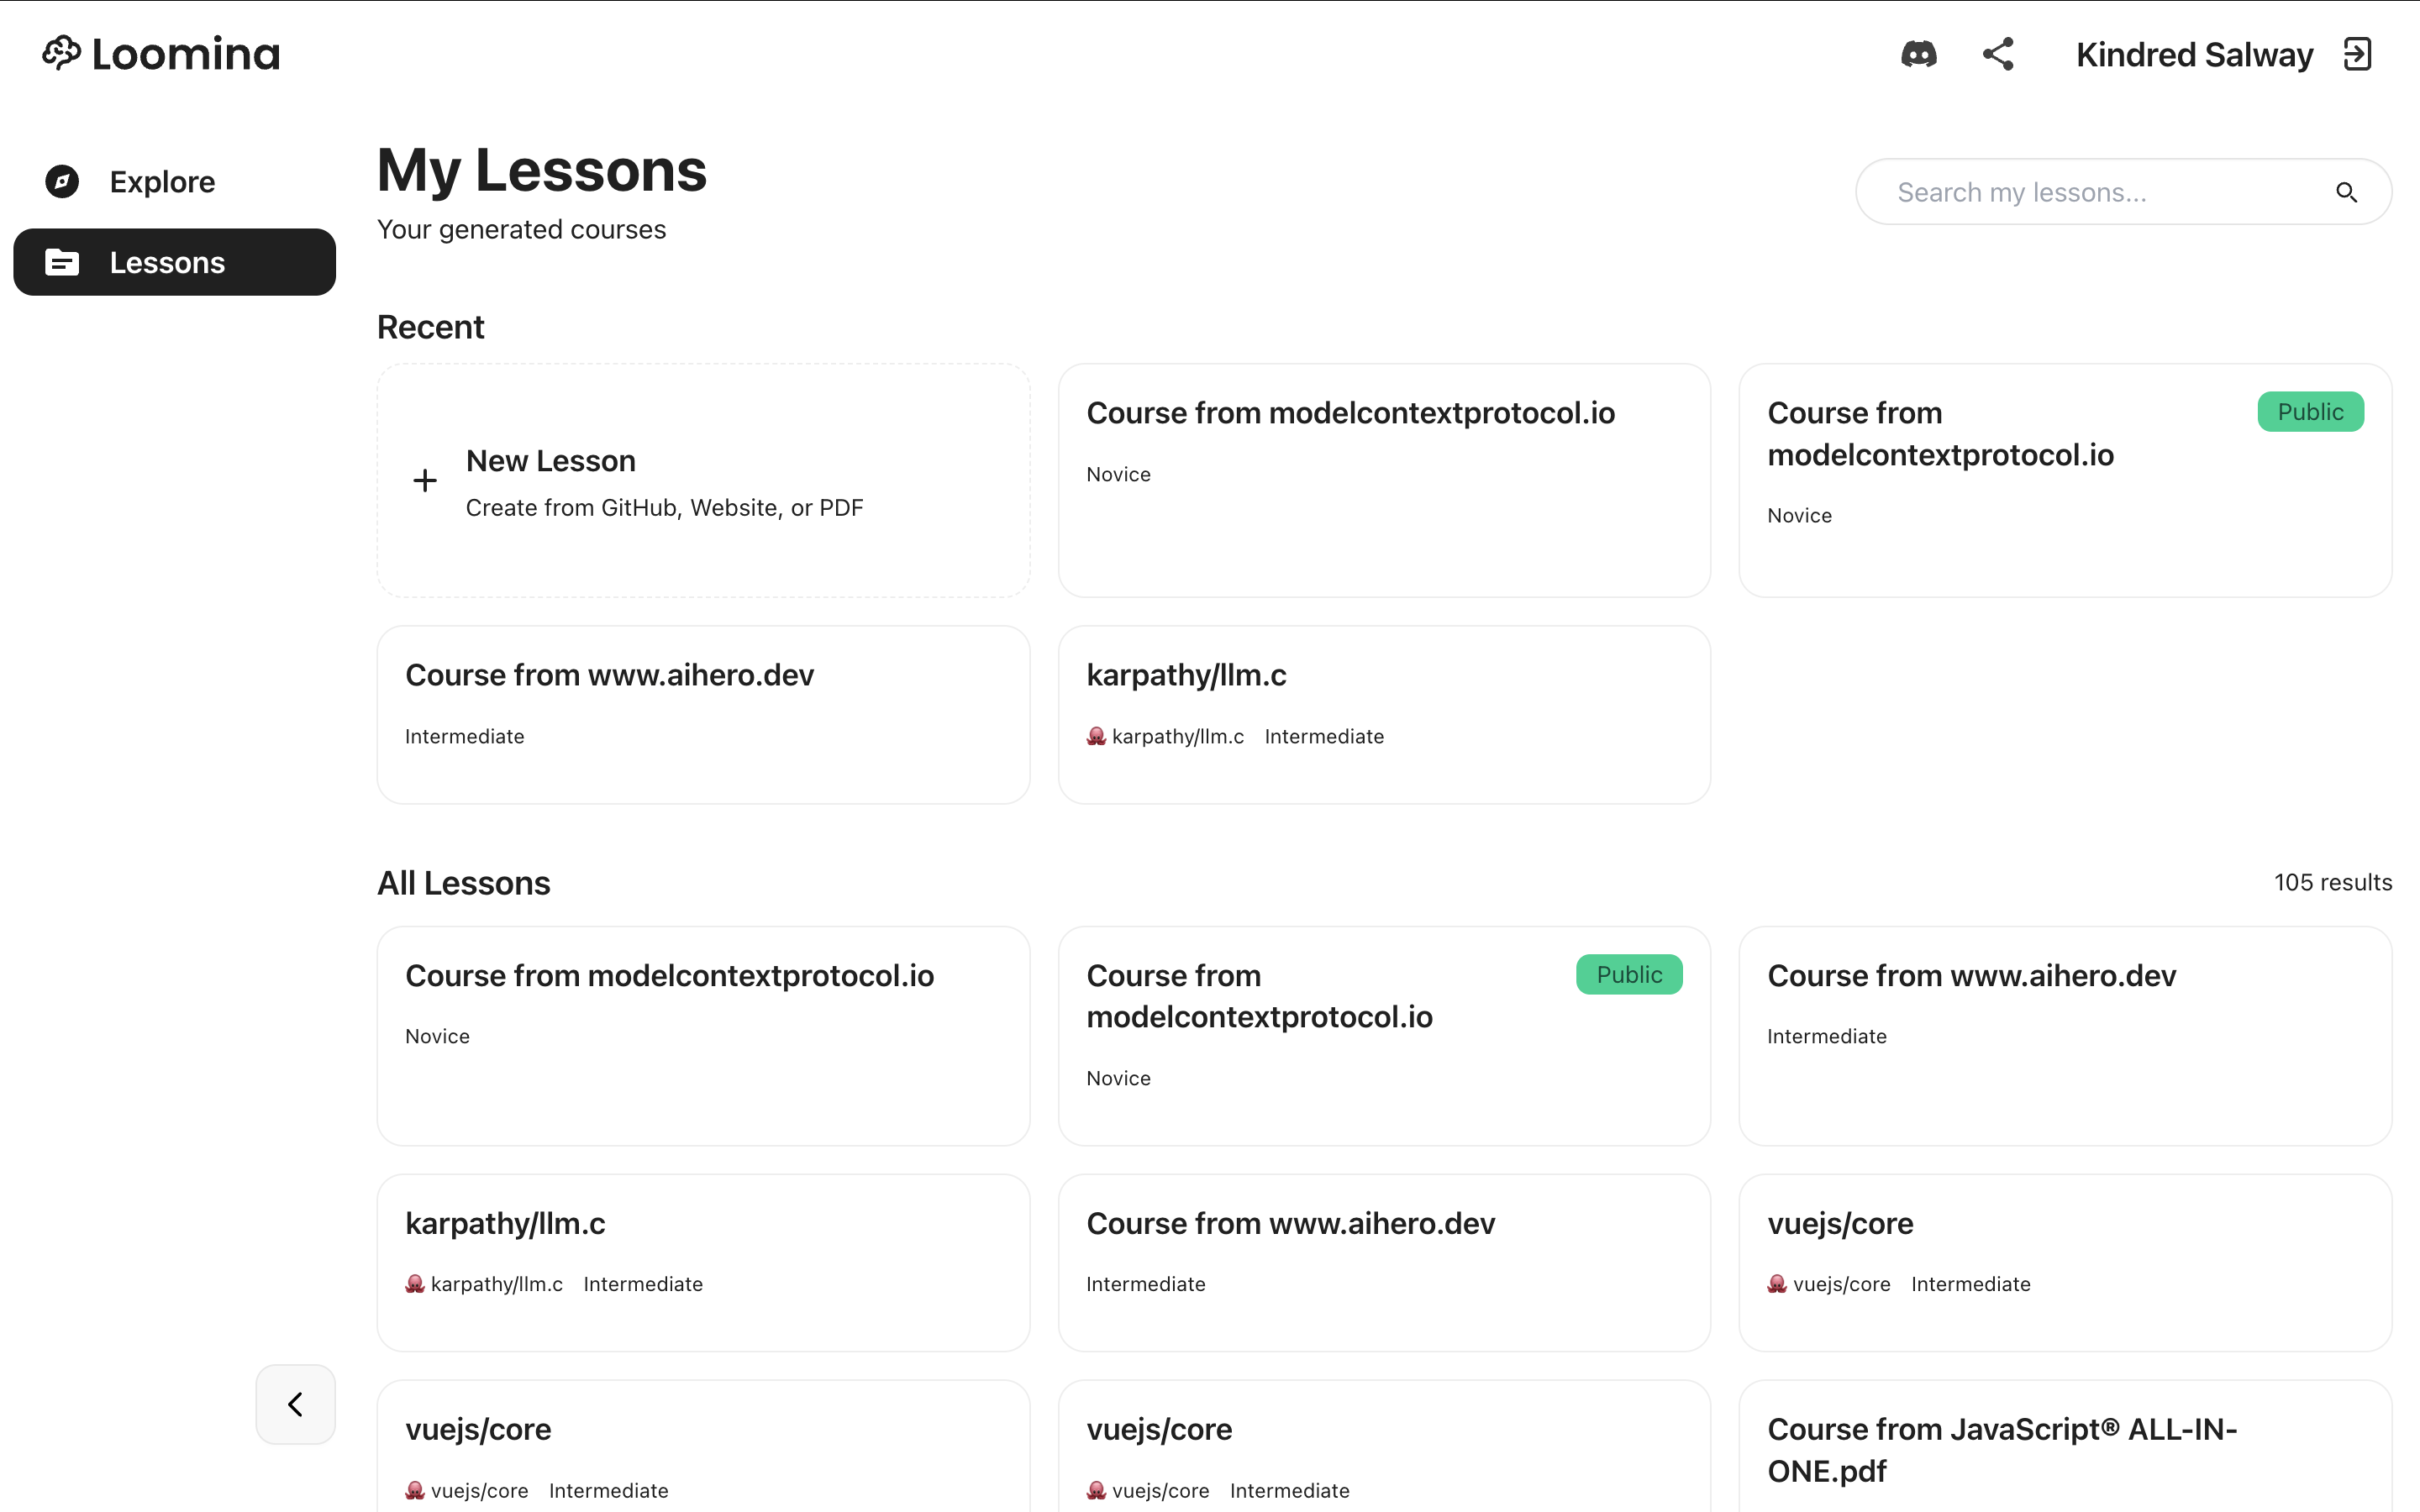 Loomina
Kindred Salway
Explore
Lessons
My Lessons
Your generated courses
Search my lessons...
Recent
New Lesson
Create from GitHub, Website, or PDF
Course from modelcontextprotocol.io
Novice
Course from
modelcontextprotocol.io
Public
Novice
Course from www.aihero.dev
Intermediate
karpathy/llm.c
karpathy/llm.c Intermediate
All Lessons
105 results
Course from modelcontextprotocol.io
Novice
Course from
modelcontextprotocol.io
Public
Novice
Course from www.aihero.dev
Intermediate
karpathy/llm.c
karpathy/llm.c Intermediate
Course from www.aihero.dev
Intermediate
vuejs/core
vuejs/core Intermediate
vuejs/core
vuejs/core Intermediate
vuejs/core
vuejs/core Intermediate
Course from JavaScript® ALL-IN-
ONE.pdf